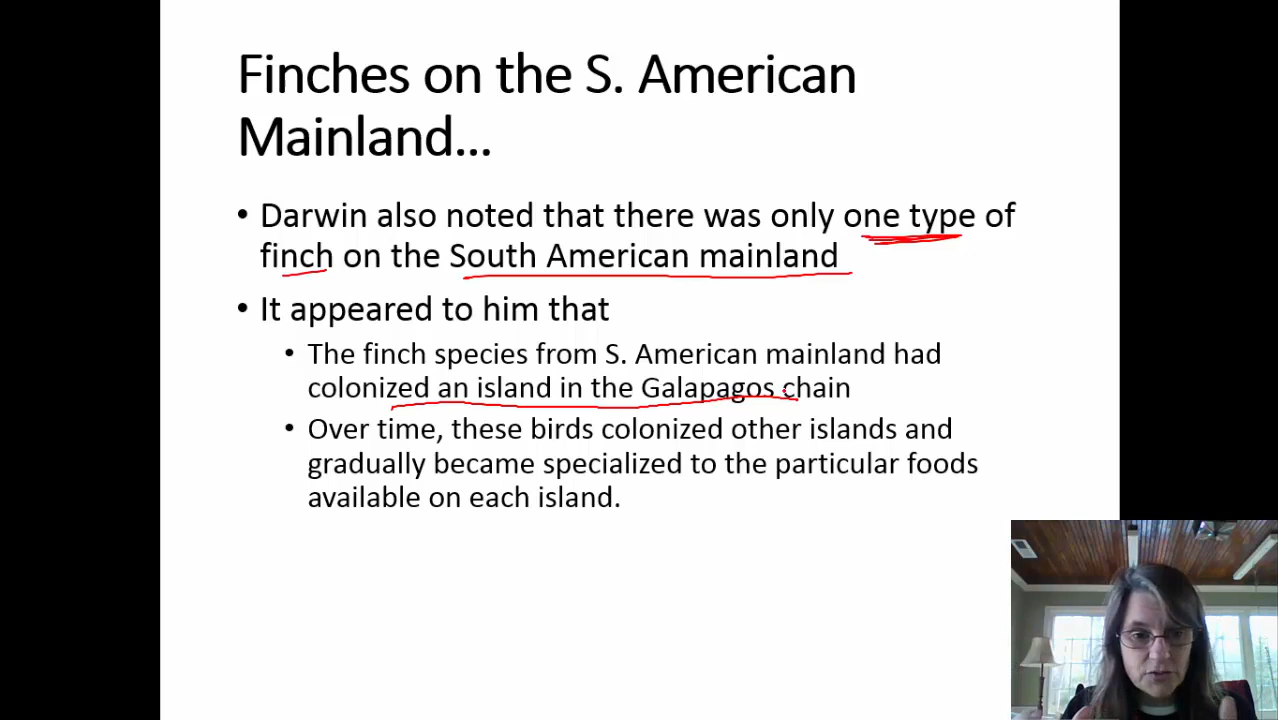 Finches on the S. American
Mainland...
• Darwin also noted that there was only one type of
finch on the South American mainland
• It appeared to him that
• The finch species from S. American mainland had
colonized an island in the Galapagos chain
• Over time, these birds colonized other islands and
gradually became specialized to the particular foods
available on each island.